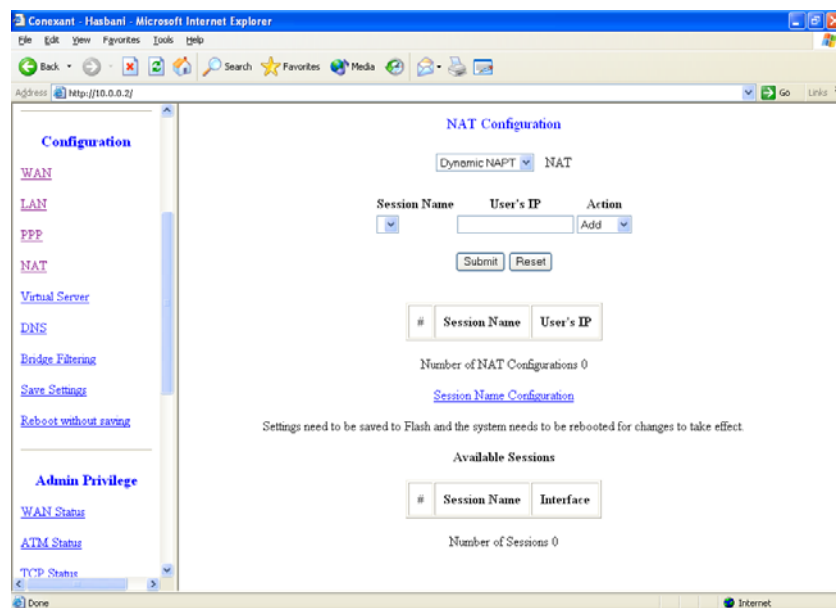 Conexant - Hasbani - Microsoft Internet Explorer
File Edit View Favorites Tools Help
Back Search Favorites Media
Address http://10.0.0.2/ Go Links
Configuration
WAN
LAN
PPP
NAT
Virtual Server
DNS
Bridge Filtering
Save Settings
Reboot without saving
Admin Privilege
WAN Status
ATM Status
TCP Status
NAT Configuration
Dynamic NAPT NAT
Session Name User's IP Action
Add
Submit Reset
# Session Name User's IP
Number of NAT Configurations 0
Session Name Configuration
Settings need to be saved to Flash and the system needs to be rebooted for changes to take effect.
Available Sessions
# Session Name Interface
Number of Sessions 0
Done Internet